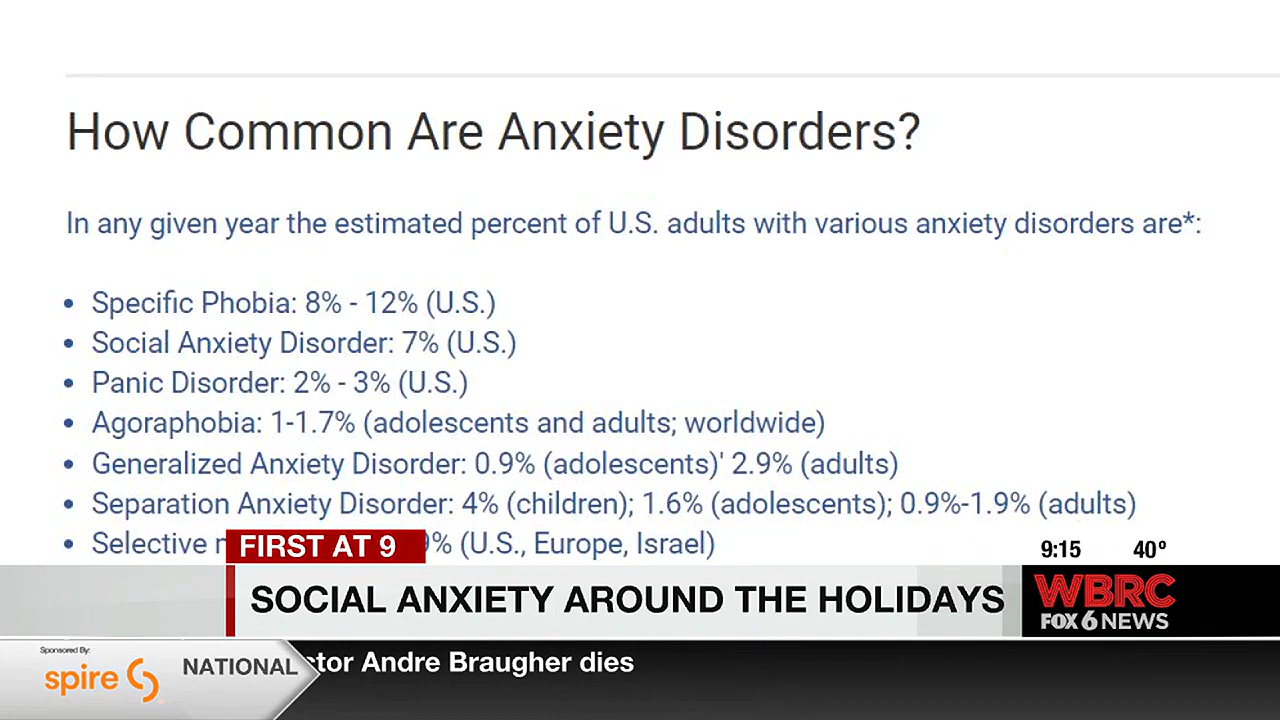 How Common Are Anxiety Disorders?
In any given year the estimated percent of U.S. adults with various anxiety disorders are*:
• Specific Phobia: 8% - 12% (U.S.)
• Social Anxiety Disorder: 7% (U.S.)
• Panic Disorder: 2% - 3% (U.S.)
• Agoraphobia: 1-1.7% (adolescents and adults; worldwide)
• Generalized Anxiety Disorder: 0.9% (adolescents)' 2.9% (adults)
• Separation Anxiety Disorder: 4% (children); 1.6% (adolescents); 0.9%-1.9% (adults)
• Selective 9% (U.S., Europe, Israel)
FIRST AT 9
9:15 40º
SOCIAL ANXIETY AROUND THE HOLIDAYS
WBRC
FOX 6 NEWS
Sponsored By:
spire
NATIONAL
stor Andre Braugher dies